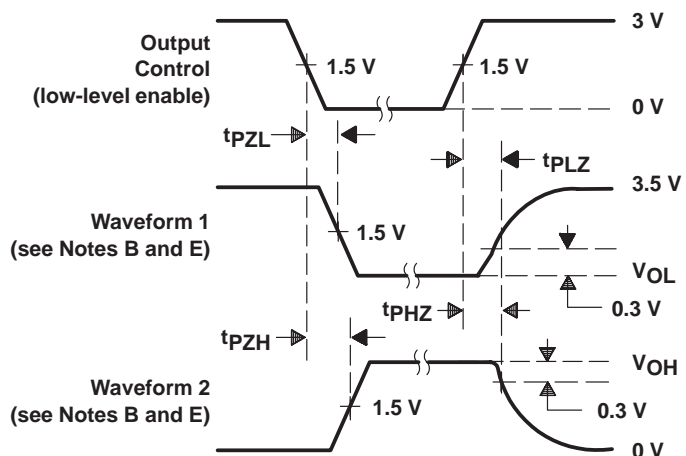 3 V
Output
Control
(low-level enable)
1.5 V
1.5 V
0 V
tPZL
tPLZ
3.5 V
Waveform 1
(see Notes B and E)
1.5 V
VOL
0.3 V
tPHZ
tPZH
VOH
Waveform 2
(see Notes B and E)
1.5 V
0.3 V
0 V